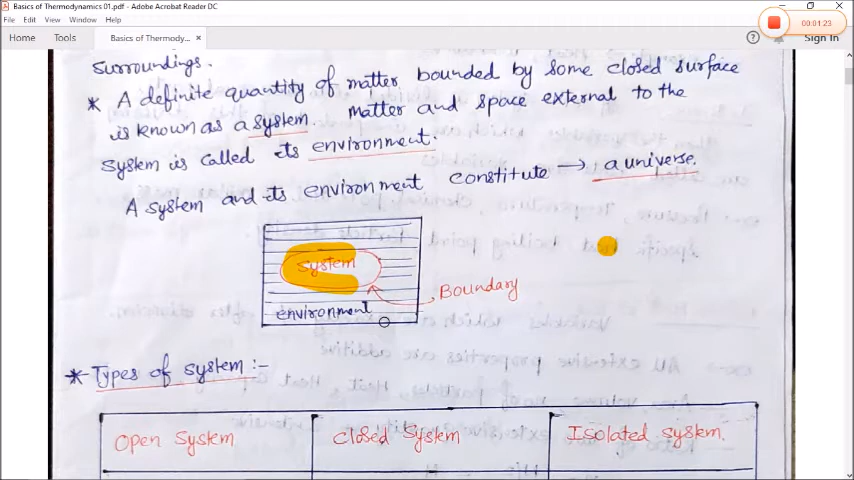 Basics of Thermodynamics 01.pdf - Adobe Acrobat Reader DC
File Edit View Window Help
00:01:23
Home Tools Basics of Thermody... × Sign In
surroundings.
* A definite quantity of matter bounded by some closed surface
is known as a system. Matter and space external to the
system is called its environment.
A system and its environment constitute → a universe.
system
Boundary
environment
* Types of system :-
Open System Closed System Isolated system.